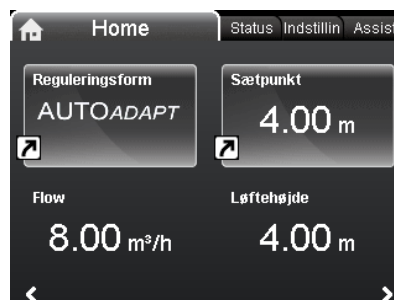 Home
Status
Indstillin
Assist
Reguleringsform
AUTOADAPT
Sætpunkt
4.00 m
Flow
8.00 m³/h
Løftehøjde
4.00 m